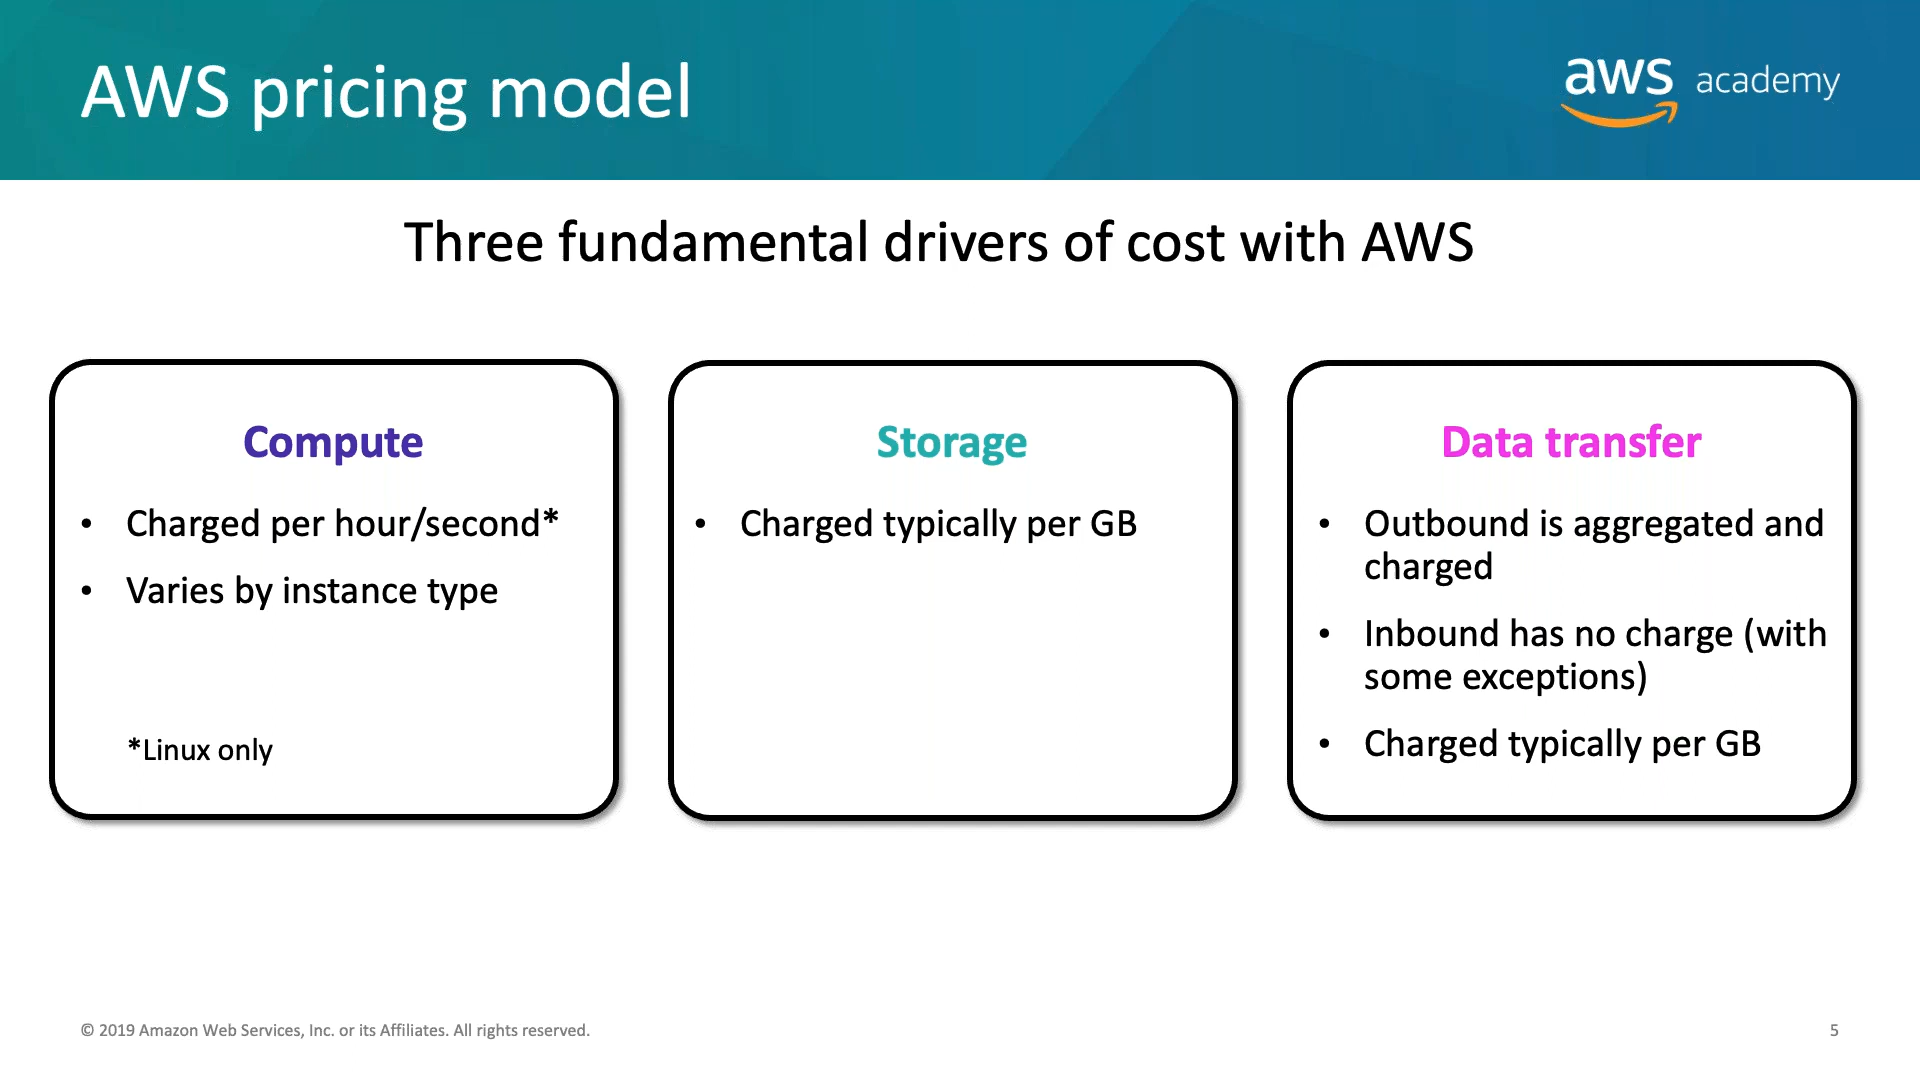 AWS pricing model
aws academy
Three fundamental drivers of cost with AWS
Compute
• Charged per hour/second*
• Varies by instance type
*Linux only
Storage
• Charged typically per GB
Data transfer
• Outbound is aggregated and
charged
• Inbound has no charge (with
some exceptions)
• Charged typically per GB
© 2019 Amazon Web Services, Inc. or its Affiliates. All rights reserved.
5